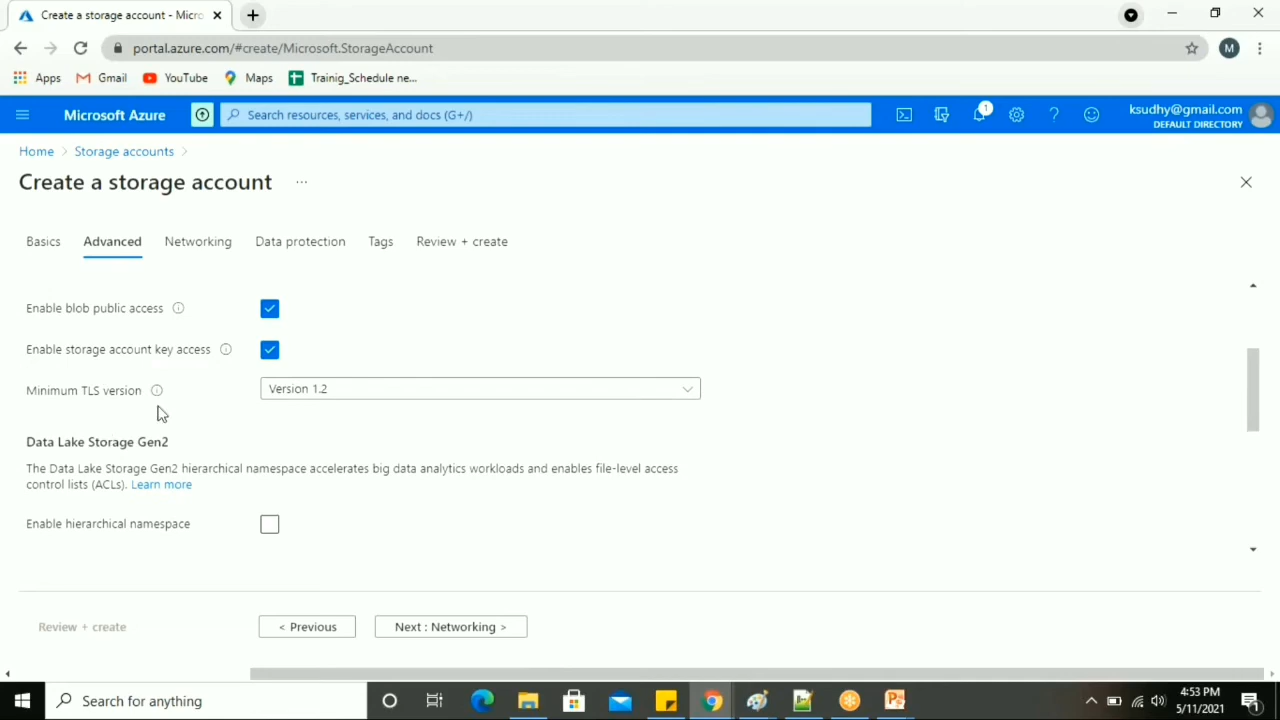 Create a storage account - Micro
portal.azure.com/#create/Microsoft.StorageAccount
M
Apps
Gmail
YouTube
Maps
Trainig_Schedule ne...
Microsoft Azure
Search resources, services, and docs (G+/)
1
ksudhy@gmail.com
DEFAULT DIRECTORY
Home > Storage accounts >
Create a storage account ...
Basics
Advanced
Networking
Data protection
Tags
Review + create
Enable blob public access
Enable storage account key access
Minimum TLS version
Version 1.2
Data Lake Storage Gen2
The Data Lake Storage Gen2 hierarchical namespace accelerates big data analytics workloads and enables file-level access
control lists (ACLs). Learn more
Enable hierarchical namespace
Review + create
< Previous
Next : Networking >
Search for anything
4:53 PM
5/11/2021
1